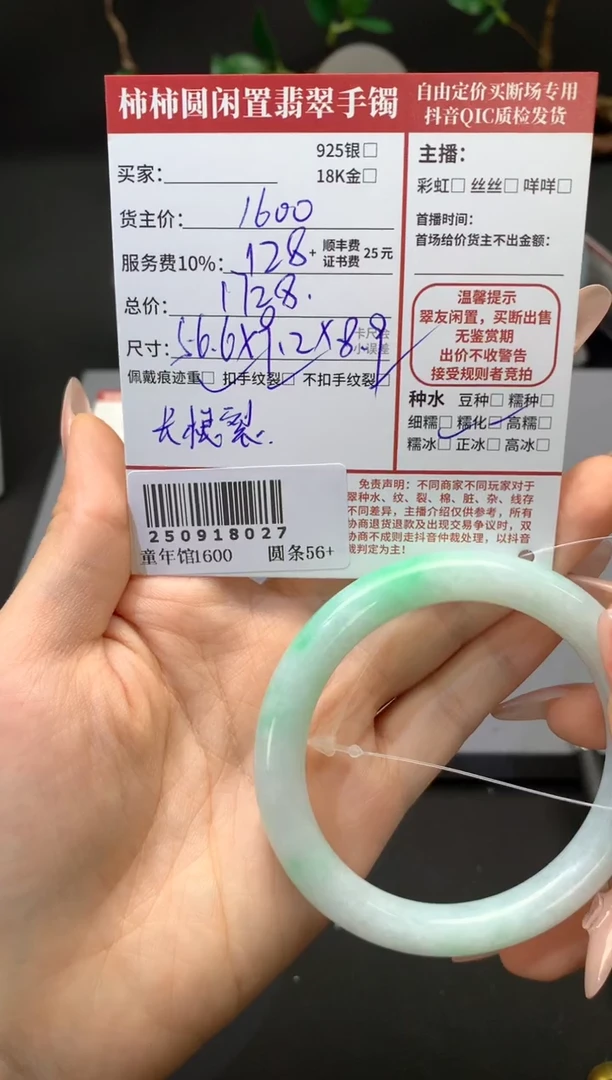 柿柿圆闲置翡翠手镯
自由定价买断场专用
抖音QIC质检发货
925银□
买家：
18K金□
货主价：1600
服务费10%：128+ 顺丰费 证书费 25元
总价：1728.
尺寸：56.6X9.2X8.9
佩戴痕迹重□ 扣手纹裂□ 不扣手纹裂□
长横裂.
主播：
彩虹□ 丝丝□ 咩咩□
首播时间：
首场给价货主不出金额：
温馨提示
翠友闲置，买断出售
无鉴赏期
出价不收警告
接受规则者竞拍
种水 豆种□ 糯种□
细糯□ 糯化□ 高糯□
糯冰□ 正冰□ 高冰□
免责声明：不同商家不同玩家对于
翠种水、纹、裂、棉、脏、杂、线存
不同差异，主播介绍仅供参考，所有
协商退货退款及出现交易争议时，双
协商不成则走抖音仲裁处理，以抖音
裁判定为主！
250918027
童年馆1600 圆条56+